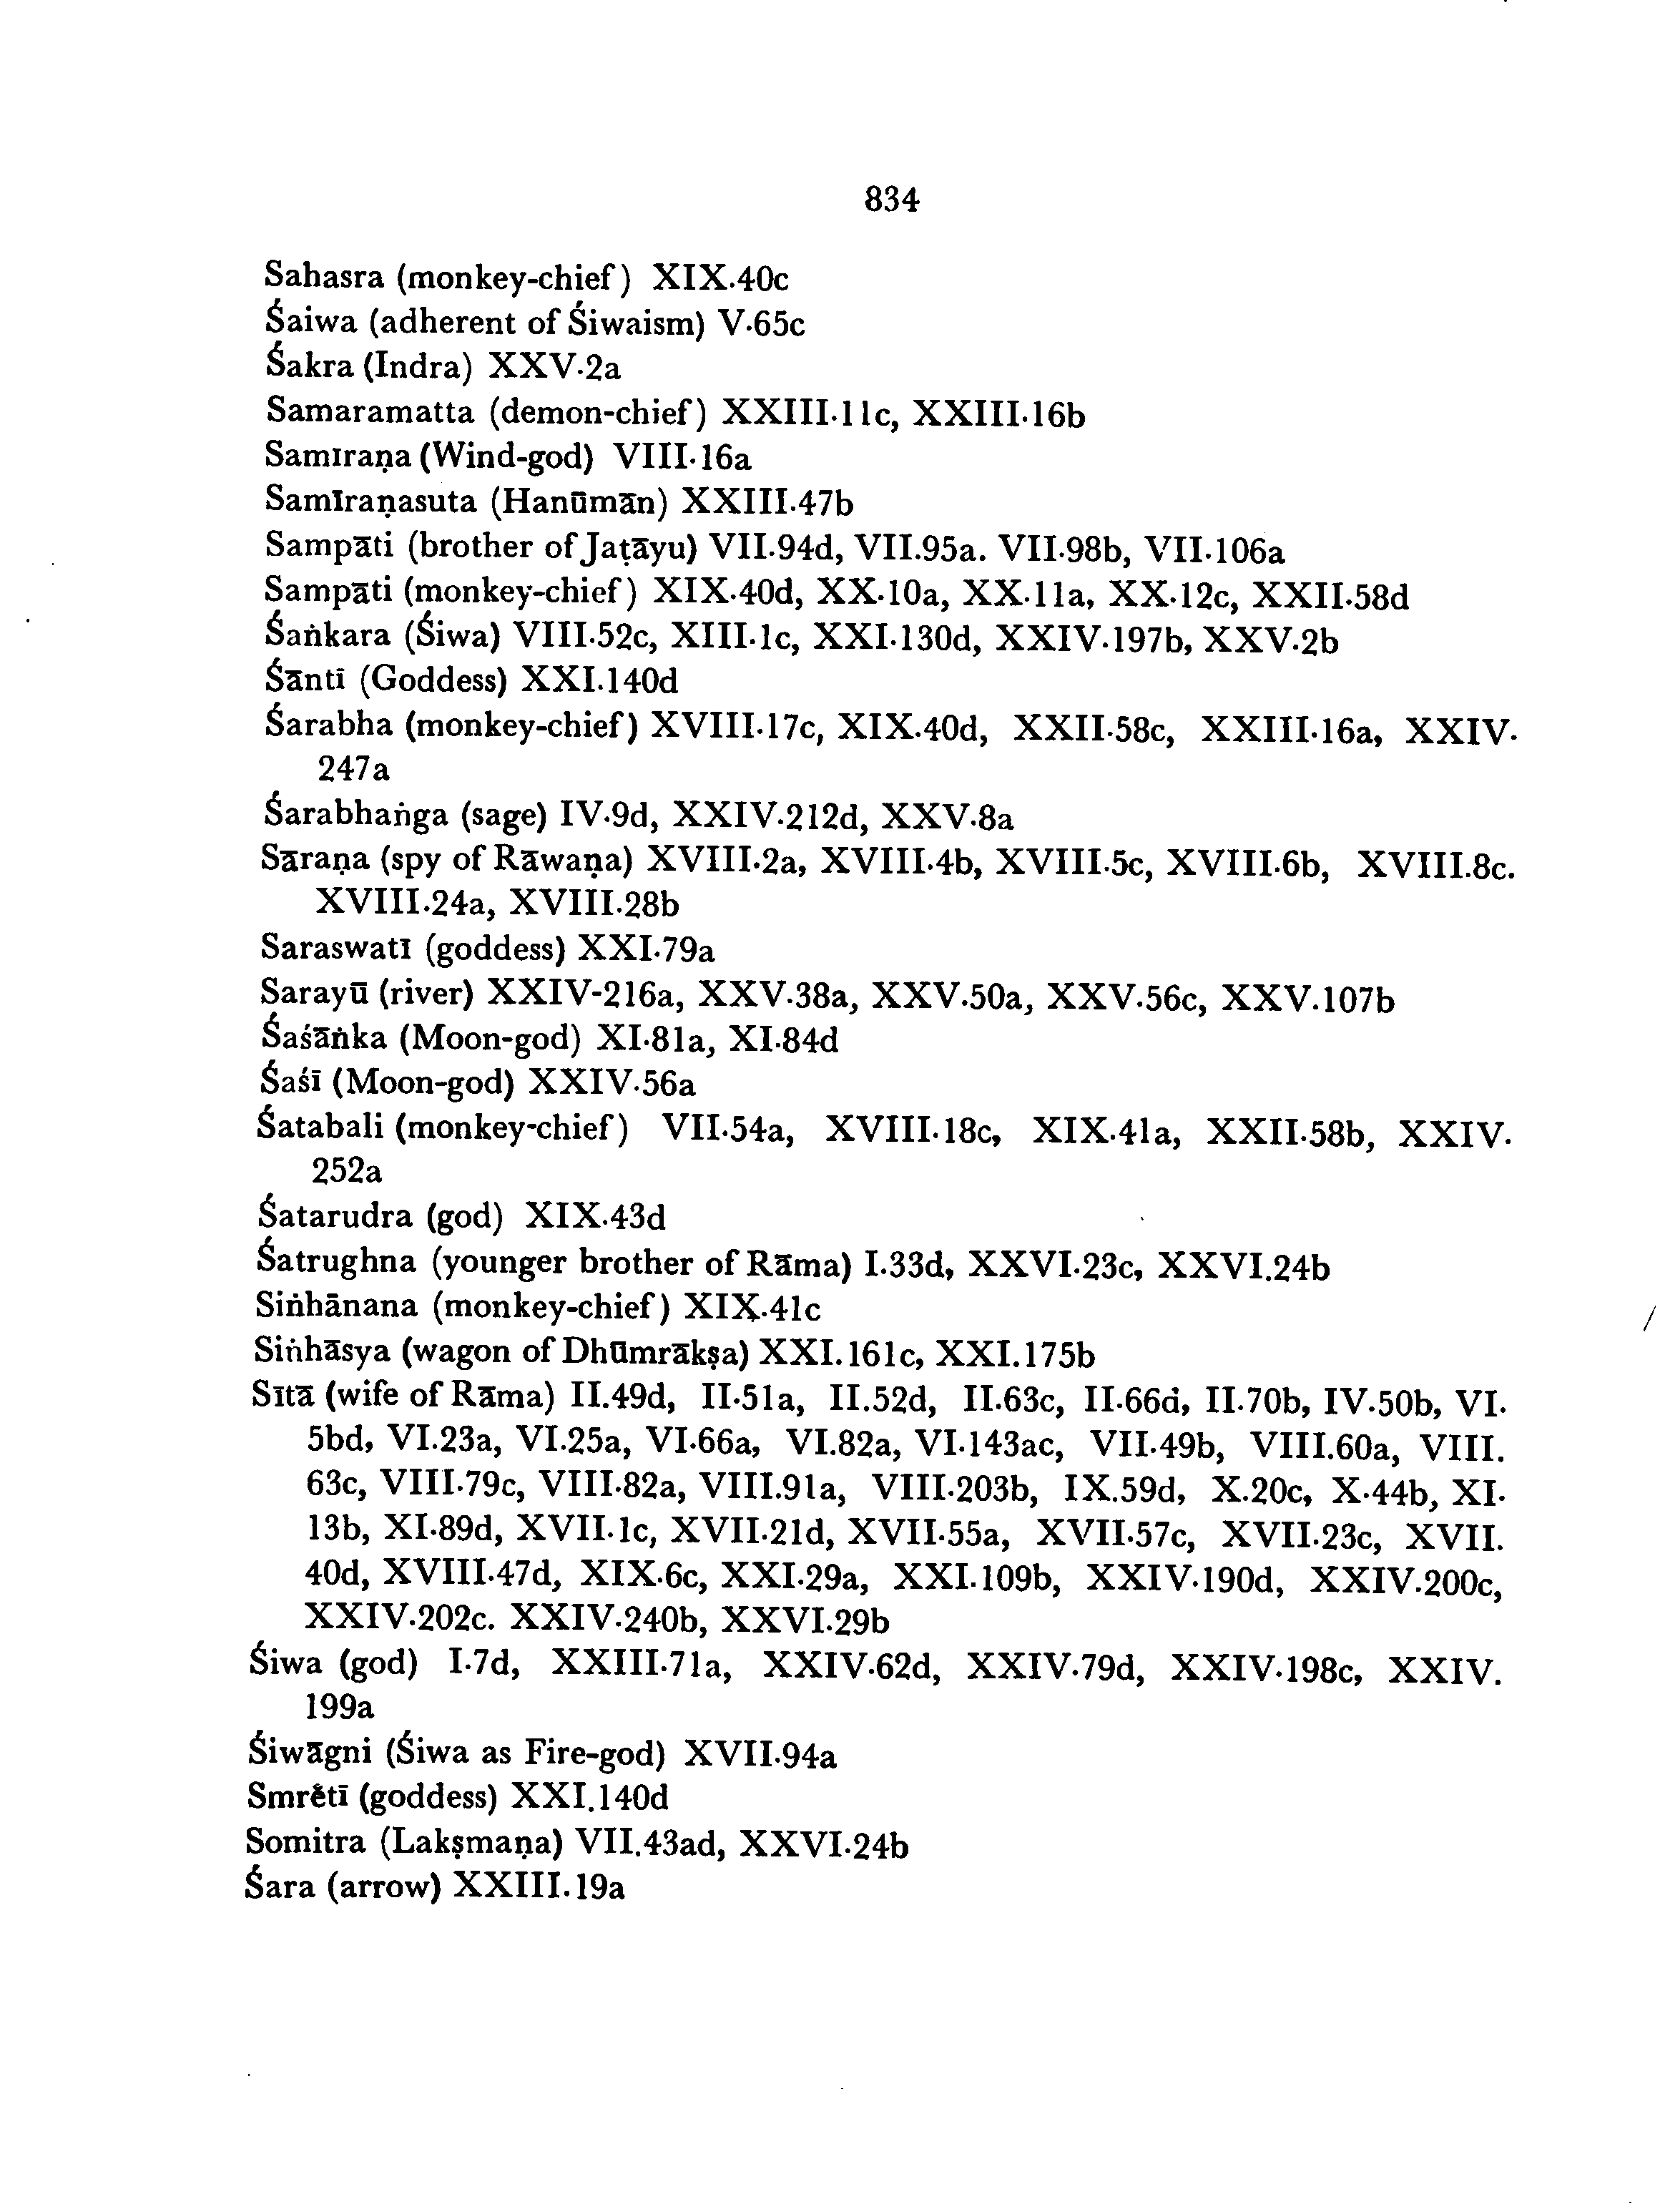 834
Sahasra (monkey-chief) XIX.40c
Śaiwa (adherent of Śiwaism) V.65c
Śakra (Indra) XXV.2a
Samaramatta (demon-chief) XXIII.11c, XXIII.16b
Samīraṇa (Wind-god) VIII.16a
Samīraṇasuta (Hanūmān) XXIII.47b
Sampāti (brother of Jaṭāyu) VII.94d, VII.95a. VII.98b, VII.106a
Sampāti (monkey-chief) XIX.40d, XX.10a, XX.11a, XX.12c, XXII.58d
Śaṅkara (Śiwa) VIII.52c, XIII.1c, XXI.130d, XXIV.197b, XXV.2b
Śāntī (Goddess) XXI.140d
Śarabha (monkey-chief) XVIII.17c, XIX.40d, XXII.58c, XXIII.16a, XXIV.
247a
Śarabhaṅga (sage) IV.9d, XXIV.212d, XXV.8a
Sāraṇa (spy of Rāwaṇa) XVIII.2a, XVIII.4b, XVIII.5c, XVIII.6b, XVIII.8c.
XVIII.24a, XVIII.28b
Saraswatī (goddess) XXI.79a
Sarayū (river) XXIV-216a, XXV.38a, XXV.50a, XXV.56c, XXV.107b
Śaśāṅka (Moon-god) XI.81a, XI.84d
Śaśī (Moon-god) XXIV.56a
Śatabali (monkey-chief) VII.54a, XVIII.18c, XIX.41a, XXII.58b, XXIV.
252a
Śatarudra (god) XIX.43d
Śatrughna (younger brother of Rāma) I.33d, XXVI.23c, XXVI.24b
Siṅhānana (monkey-chief) XIX.41c
Siṅhāsya (wagon of Dhūmrākṣa) XXI.161c, XXI.175b
Sītā (wife of Rāma) II.49d, II.51a, II.52d, II.63c, II.66d, II.70b, IV.50b, VI.
5bd, VI.23a, VI.25a, VI.66a, VI.82a, VI.143ac, VII.49b, VIII.60a, VIII.
63c, VIII.79c, VIII.82a, VIII.91a, VIII.203b, IX.59d, X.20c, X.44b, XI.
13b, XI.89d, XVII.1c, XVII.21d, XVII.55a, XVII.57c, XVII.23c, XVII.
40d, XVIII.47d, XIX.6c, XXI.29a, XXI.109b, XXIV.190d, XXIV.200c,
XXIV.202c. XXIV.240b, XXVI.29b
Śiwa (god) I.7d, XXIII.71a, XXIV.62d, XXIV.79d, XXIV.198c, XXIV.
199a
Śiwāgni (Śiwa as Fire-god) XVII.94a
Smrĕtī (goddess) XXI.140d
Somitra (Lakṣmaṇa) VII.43ad, XXVI.24b
Śara (arrow) XXIII.19a